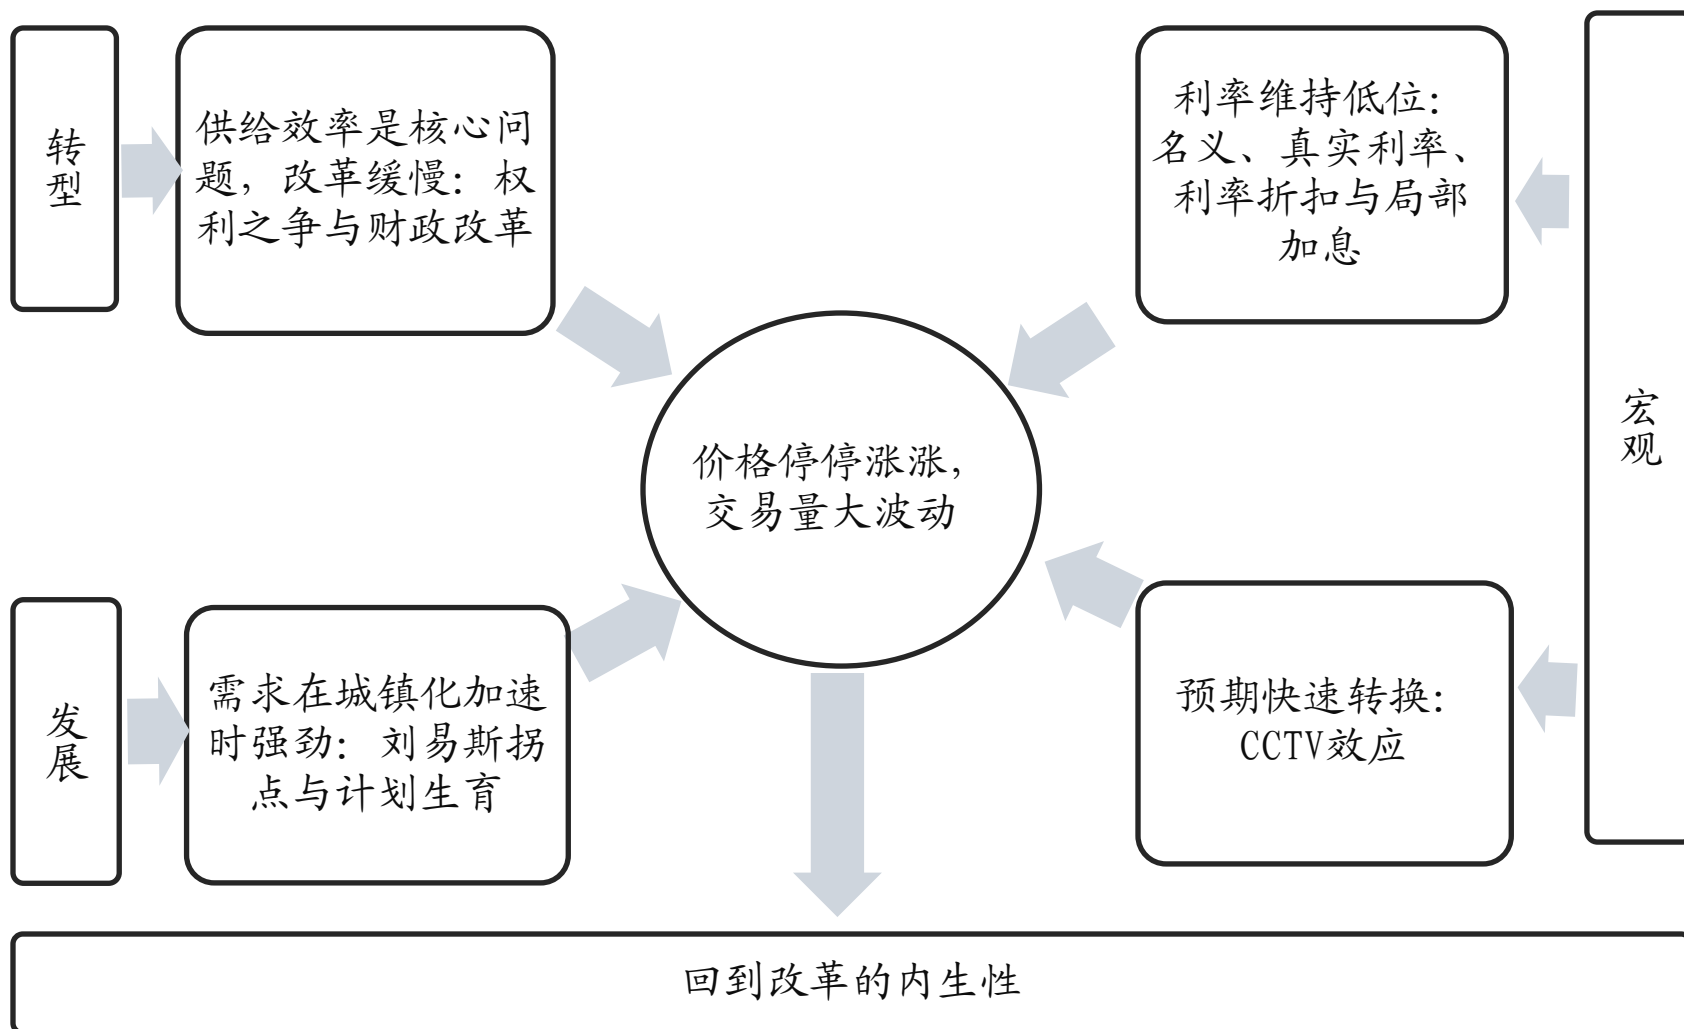 转
型
供给效率是核心问
题，改革缓慢：权
利之争与财政改革
利率维持低位：
名义、真实利率、
利率折扣与局部
加息
宏
观
价格停停涨涨，
交易量大波动
发
展
需求在城镇化加速
时强劲：刘易斯拐
点与计划生育
预期快速转换：
CCTV效应
回到改革的内生性